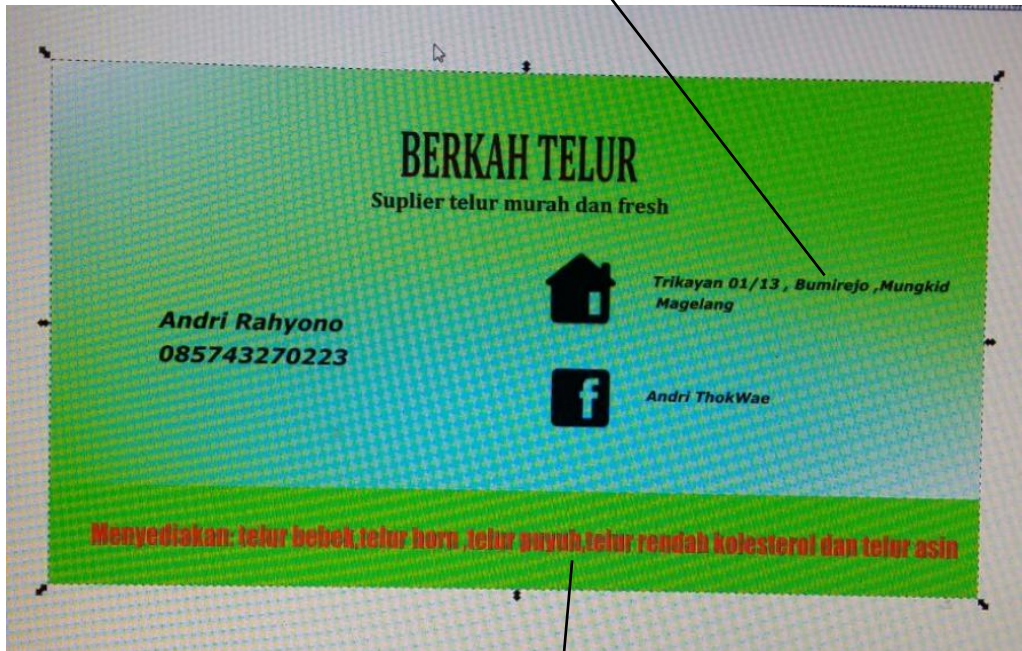 BERKAH TELUR
Suplier telur murah dan fresh
Trikayan 01/13 , Bumirejo ,Mungkid
Magelang
Andri Rahyono
085743270223
f
Andri ThokWae
Menyediakan: telur bebek,telur horn ,telur puyuh,telur rendah kolesterol dan telur asin